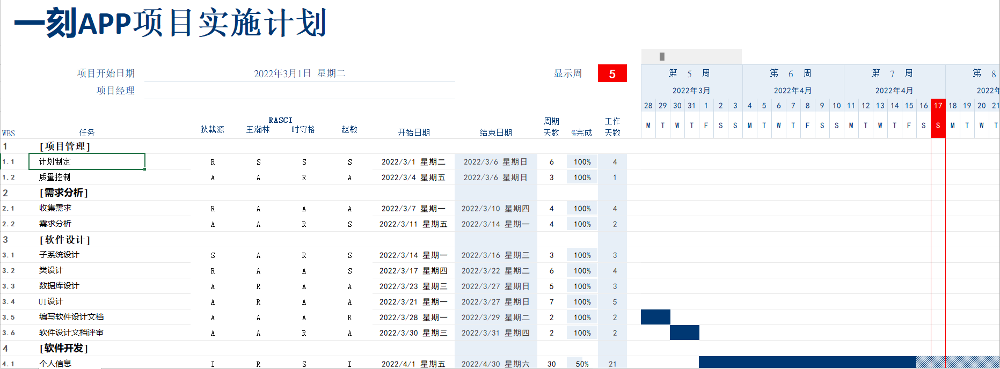 一刻APP项目实施计划
项目开始日期 2022年3月1日 星期二 显示周 5 第 5 周 第 6 周 第 7 周 第 8
项目经理 2022年3月 2022年4月 2022年4月
28 29 30 31 1 2 3 4 5 6 7 8 9 10 11 12 13 14 15 16 17 18 19 20 21
RASCI
WBS 任务 狄载源 王瀚林 时守格 赵敏 开始日期 结束日期 周期天数 %完成 工作天数 M T W T F S S M T W T F S S M T W T F S S M T W T
1 [项目管理]
1.1 计划制定 R S S S 2022/3/1 星期二 2022/3/6 星期日 6 100% 4
1.2 质量控制 A A R A 2022/3/4 星期五 2022/3/6 星期日 3 100% 1
2 [需求分析]
2.1 收集需求 R A A A 2022/3/7 星期一 2022/3/10 星期四 4 100% 4
2.2 需求分析 A A R S 2022/3/11 星期五 2022/3/14 星期一 4 100% 2
3 [软件设计]
3.1 子系统设计 S A R S 2022/3/14 星期一 2022/3/16 星期三 3 100% 3
3.2 类设计 R A A S 2022/3/17 星期四 2022/3/22 星期二 6 100% 4
3.3 数据库设计 A R A A 2022/3/23 星期三 2022/3/27 星期日 5 100% 3
3.4 UI设计 A R A A 2022/3/21 星期一 2022/3/27 星期日 7 100% 5
3.5 编写软件设计文档 A A A R 2022/3/28 星期一 2022/3/29 星期二 2 100% 2
3.6 软件设计文档评审 A A R A 2022/3/30 星期三 2022/3/31 星期四 2 100% 2
4 [软件开发]
4.1 个人信息 I R S I 2022/4/1 星期五 2022/4/30 星期六 30 50% 21